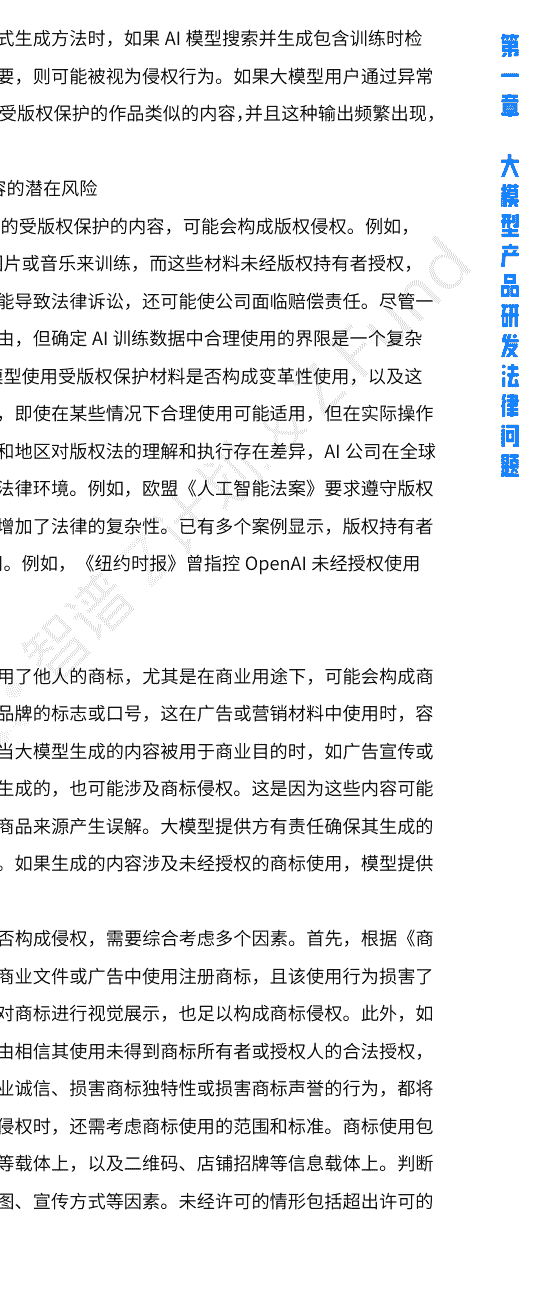 式生成方法时，如果 AI 模型搜索并生成包含训练时检
要，则可能被视为侵权行为。如果大模型用户通过异常
受版权保护的作品类似的内容，并且这种输出频繁出现，
容的潜在风险
的受版权保护的内容，可能会构成版权侵权。例如，
图片或音乐来训练，而这些材料未经版权持有者授权，
能导致法律诉讼，还可能使公司面临赔偿责任。尽管一
由，但确定 AI 训练数据中合理使用的界限是一个复杂
模型使用受版权保护材料是否构成变革性使用，以及这
，即使在某些情况下合理使用可能适用，但在实际操作
和地区对版权法的理解和执行存在差异，AI 公司在全球
法律环境。例如，欧盟《人工智能法案》要求遵守版权
增加了法律的复杂性。已有多个案例显示，版权持有者
。例如，《纽约时报》曾指控 OpenAI 未经授权使用
用了他人的商标，尤其是在商业用途下，可能会构成商
品牌的标志或口号，这在广告或营销材料中使用时，容
当大模型生成的内容被用于商业目的时，如广告宣传或
生成的，也可能涉及商标侵权。这是因为这些内容可能
商品来源产生误解。大模型提供方有责任确保其生成的
。如果生成的内容涉及未经授权的商标使用，模型提供
否构成侵权，需要综合考虑多个因素。首先，根据《商
商业文件或广告中使用注册商标，且该使用行为损害了
对商标进行视觉展示，也足以构成商标侵权。此外，如
由相信其使用未得到商标所有者或授权人的合法授权，
业诚信、损害商标独特性或损害商标声誉的行为，都将
侵权时，还需考虑商标使用的范围和标准。商标使用包
等载体上，以及二维码、店铺招牌等信息载体上。判断
图、宣传方式等因素。未经许可的情形包括超出许可的
第一章 大模型产品研发法律问题
智谱 Z计划 & Z Fund